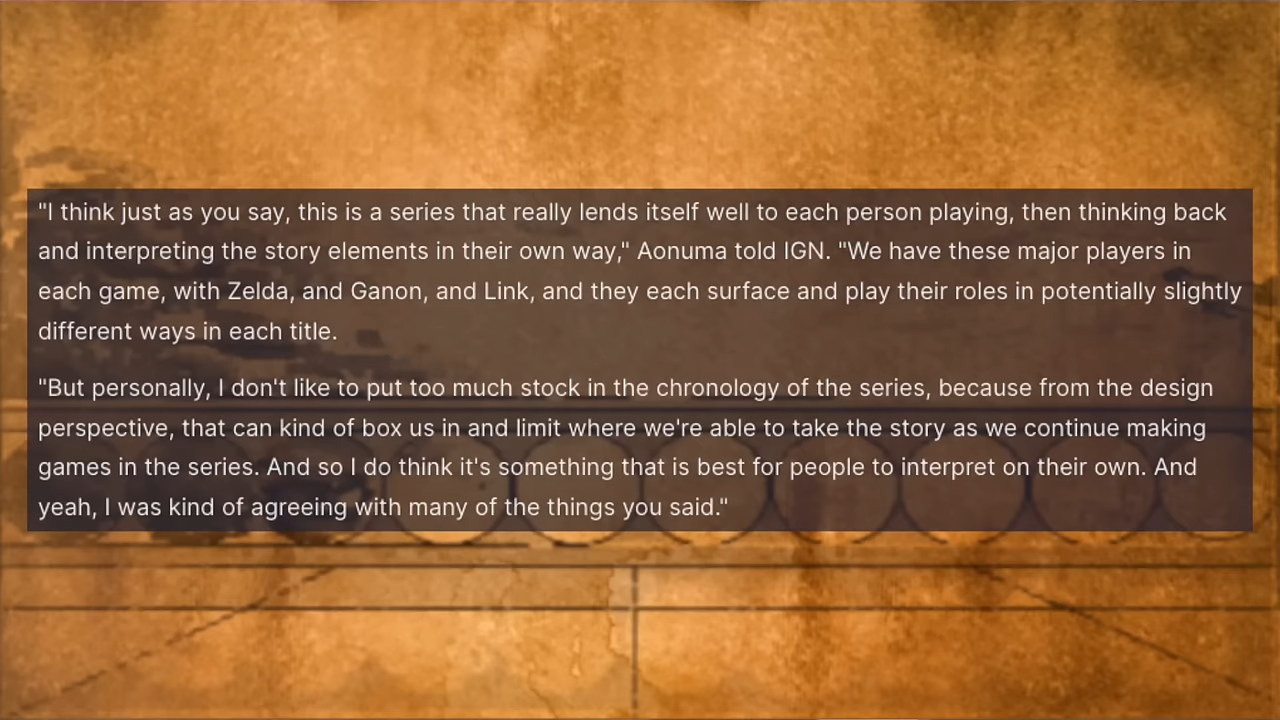 "I think just as you say, this is a series that really lends itself well to each person playing, then thinking back
and interpreting the story elements in their own way," Aonuma told IGN. "We have these major players in
each game, with Zelda, and Ganon, and Link, and they each surface and play their roles in potentially slightly
different ways in each title.
"But personally, I don't like to put too much stock in the chronology of the series, because from the design
perspective, that can kind of box us in and limit where we're able to take the story as we continue making
games in the series. And so I do think it's something that is best for people to interpret on their own. And
yeah, I was kind of agreeing with many of the things you said."